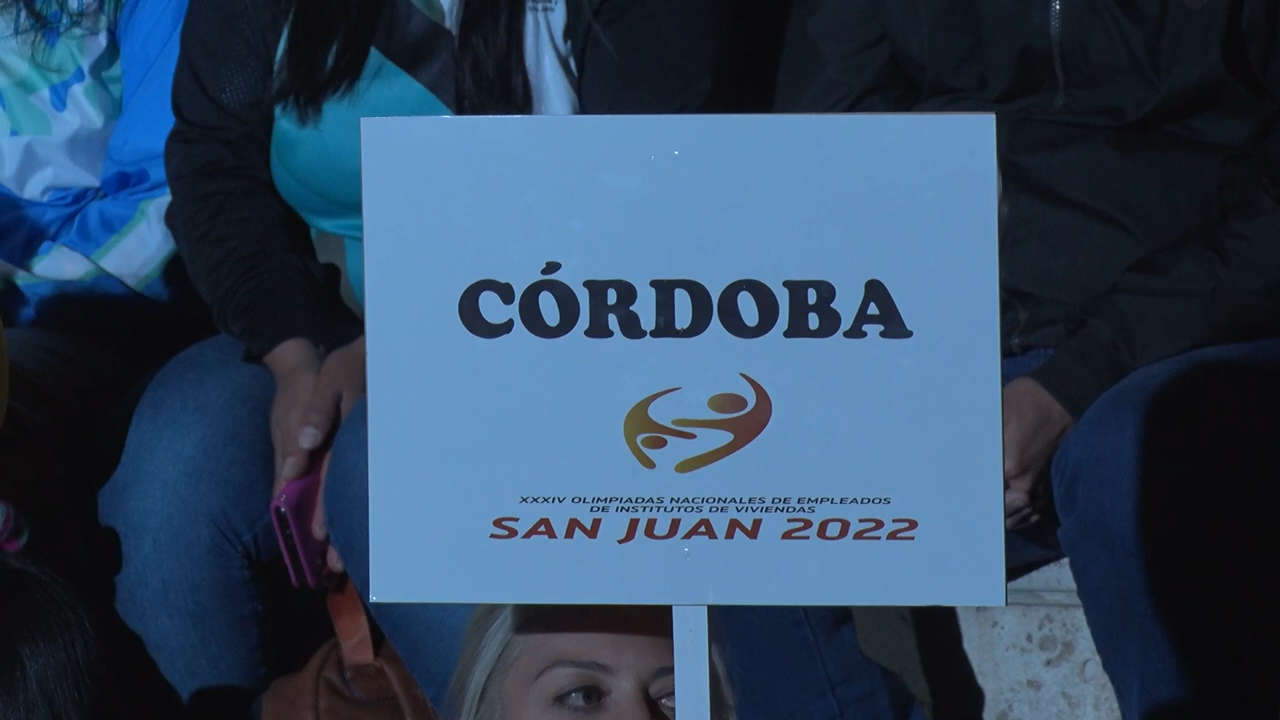 CÓRDOBA
XXXIV OLIMPIADAS NACIONALES DE EMPLEADOS
DE INSTITUTOS DE VIVIENDAS
SAN JUAN 2022